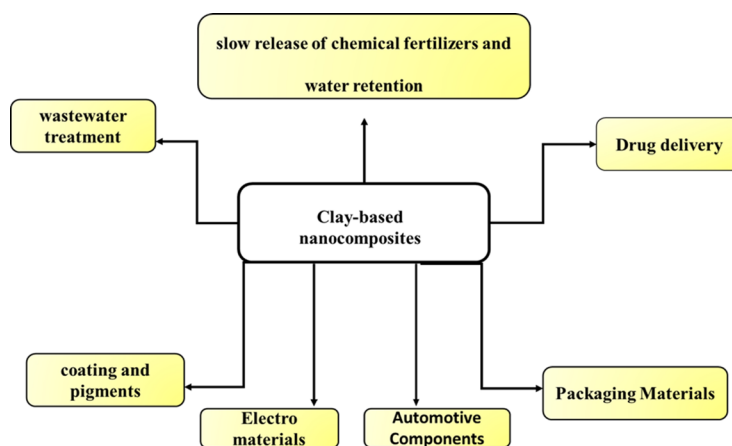 slow release of chemical fertilizers and
water retention
wastewater
treatment
Drug delivery
Clay-based
nanocomposites
coating and
pigments
Packaging Materials
Electro
materials
Automotive
Components